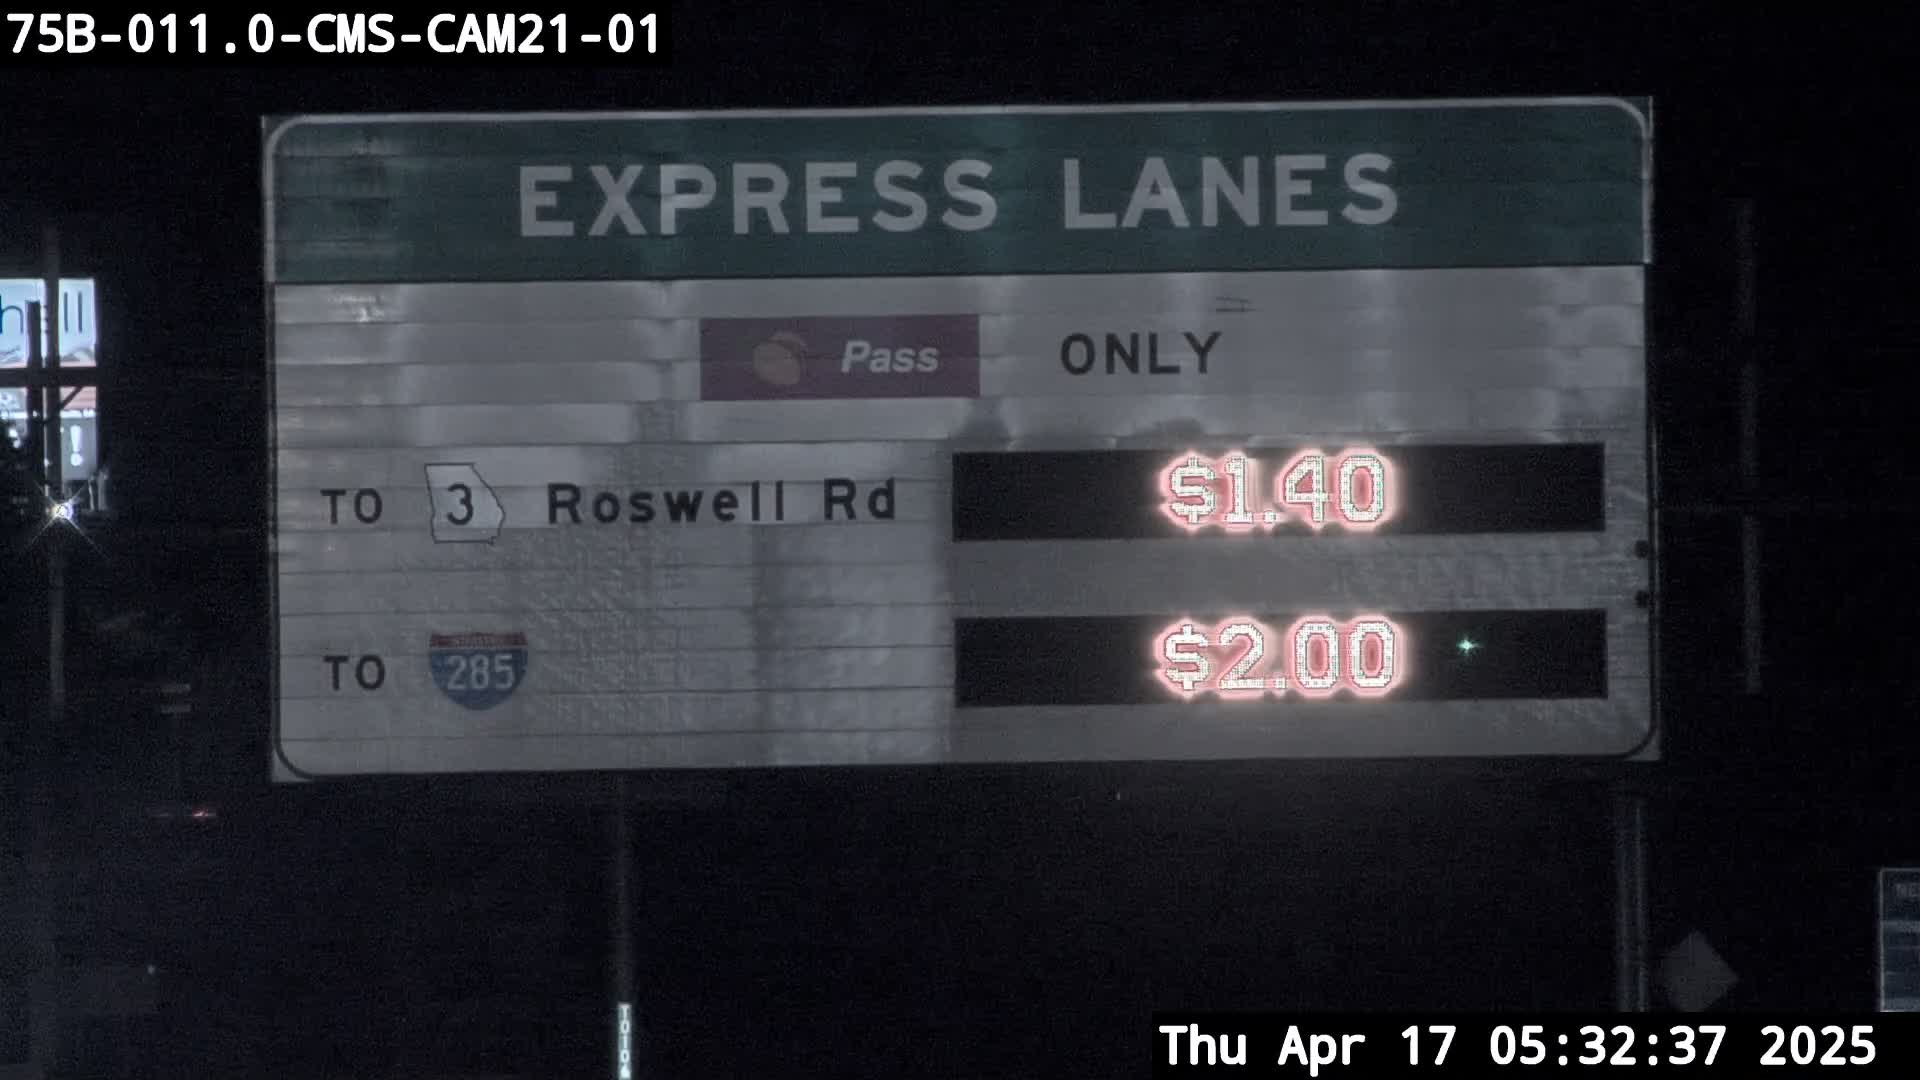 75B-011.0-CMS-CAM21-01
EXPRESS LANES
Pass ONLY
TO 3 Roswell Rd $1.40
TO 285 $2.00
Thu Apr 17 05:32:37 2025